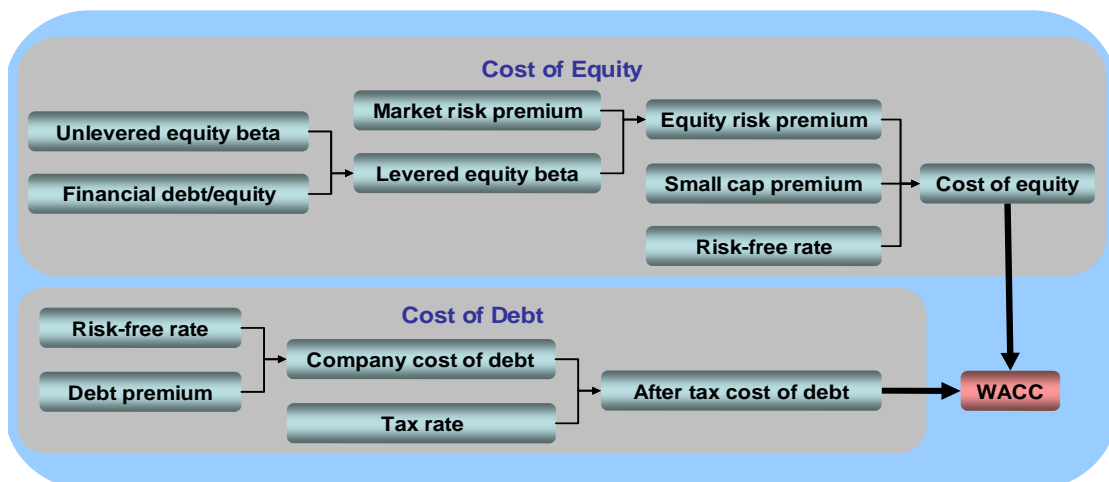 Cost of Equity
Unlevered equity beta
Financial debt/equity
Market risk premium
Levered equity beta
Equity risk premium
Small cap premium
Risk-free rate
Cost of equity
Cost of Debt
Risk-free rate
Debt premium
Company cost of debt
Tax rate
After tax cost of debt
WACC